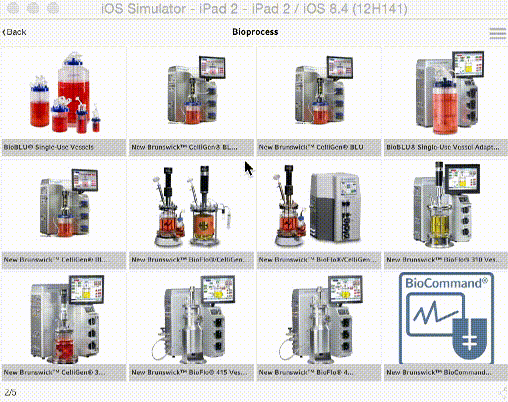 iOS Simulator - iPad 2 - iPad 2 / iOS 8.4 (12H141)
Back
Bioprocess
BioBLU® Single-Use Vessels
New Brunswick™ CelliGen® BL...
New Brunswick™ CelliGen® BLU
BioBLU® Single-Use Vessel Adapt...
New Brunswick™ CelliGen® BL...
New Brunswick™ BioFlo®/CelliGen...
New Brunswick™ BioFlo®/CelliGen...
New Brunswick™ BioFlo® 310 Ves...
BioCommand®
New Brunswick™ CelliGen® 3...
New Brunswick™ BioFlo® 415 Ves...
New Brunswick™ BioFlo® 4...
New Brunswick™ BioCommand...
2/5